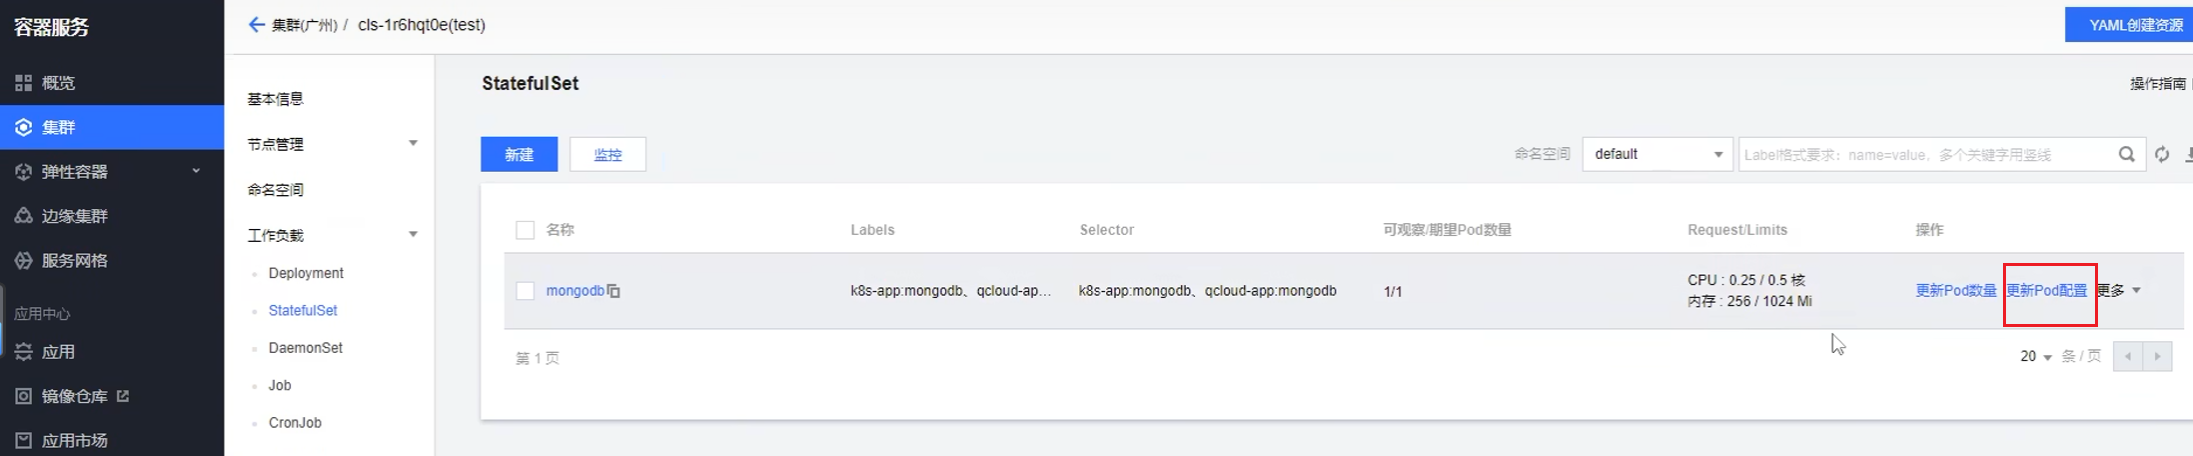 容器服务
概览
集群
弹性容器
边缘集群
服务网格
应用中心
应用
镜像仓库
应用市场
集群(广州) / cls-1r6hqt0e(test)
YAML创建资源
基本信息
节点管理
命名空间
工作负载
Deployment
StatefulSet
DaemonSet
Job
CronJob
StatefulSet
操作指南
新建 监控 命名空间 default Label格式要求：name=value，多个关键字用竖线
名称 Labels Selector 可观察/期望Pod数量 Request/Limits 操作
mongodb k8s-app:mongodb、qcloud-ap... k8s-app:mongodb、qcloud-app:mongodb 1/1 CPU : 0.25 / 0.5 核 更新Pod数量 更新Pod配置 更多
内存 : 256 / 1024 Mi
第 1 页 20 条 / 页